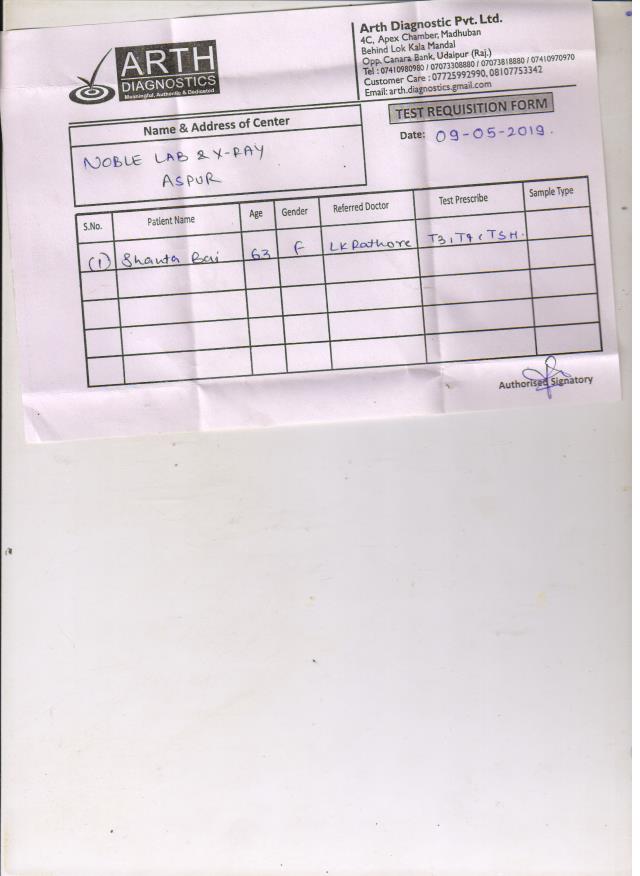 ARTH
DIAGNOSTICS
Meaningful, Authentic & Dedicated
Arth Diagnostic Pvt. Ltd.
4C, Apex Chamber, Madhuban
Behind Lok Kala Mandal
Opp. Canara Bank, Udaipur (Raj.)
Tel : 07410980980 / 07073308880 / 07073818880 / 07410970970
Customer Care : 07725992990, 08107753342
Email: arth.diagnostics.gmail.com
TEST REQUISITION FORM
Date: 09-05-2019.
Name & Address of Center
NOBLE LAB & X-RAY
ASPUR
S.No. Patient Name Age Gender Referred Doctor Test Prescribe Sample Type
(1) Shanta Bai 63 F LK Rathore T3, T4, TSH.
Authorised Signatory